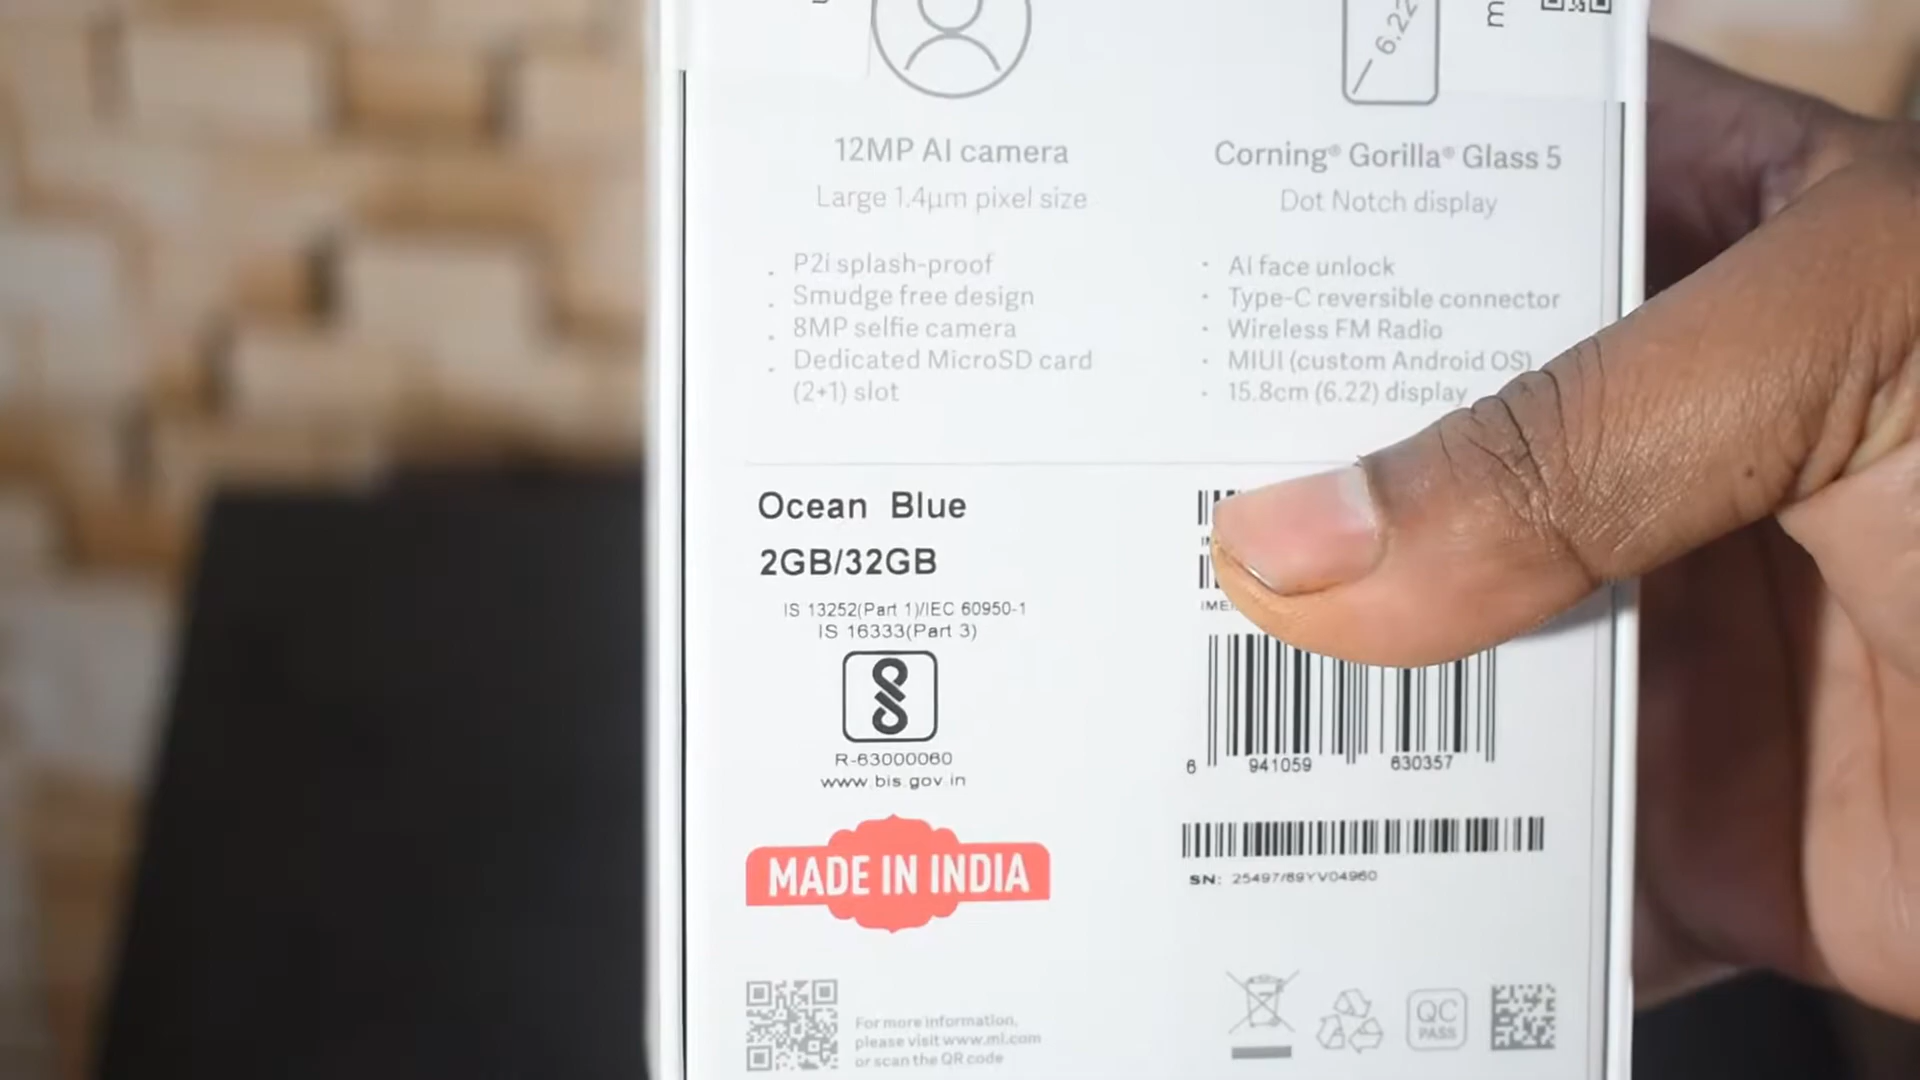 6.22
12MP AI camera
Large 1.4µm pixel size
P2i splash-proof
Smudge free design
8MP selfie camera
Dedicated MicroSD card
(2+1) slot
Corning® Gorilla® Glass 5
Dot Notch display
AI face unlock
Type-C reversible connector
Wireless FM Radio
MIUI (custom Android OS)
15.8cm (6.22) display
Ocean Blue
2GB/32GB
IS 13252(Part 1)/IEC 60950-1
IS 16333(Part 3)
R-63000060
www.bis.gov.in
MADE IN INDIA
For more information,
please visit www.mi.com
or scan the QR code
6 941059 630357
SN: 25497/89YV04960
QC
PASS